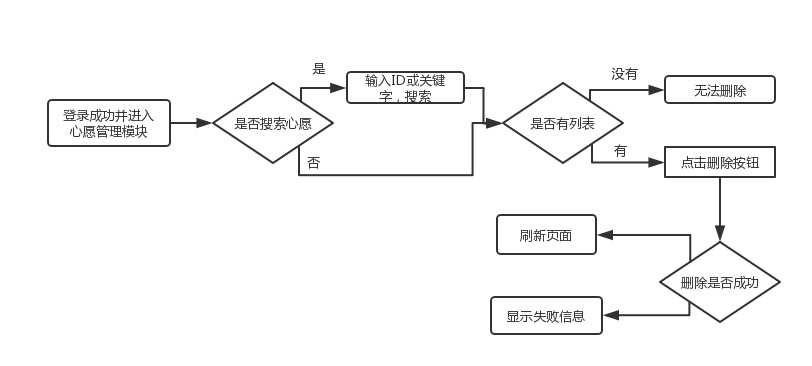 登录成功并进入
心愿管理模块
是否搜索心愿
是
输入ID或关键
字，搜索
否
是否有列表
没有
无法删除
有
点击删除按钮
删除是否成功
刷新页面
显示失败信息